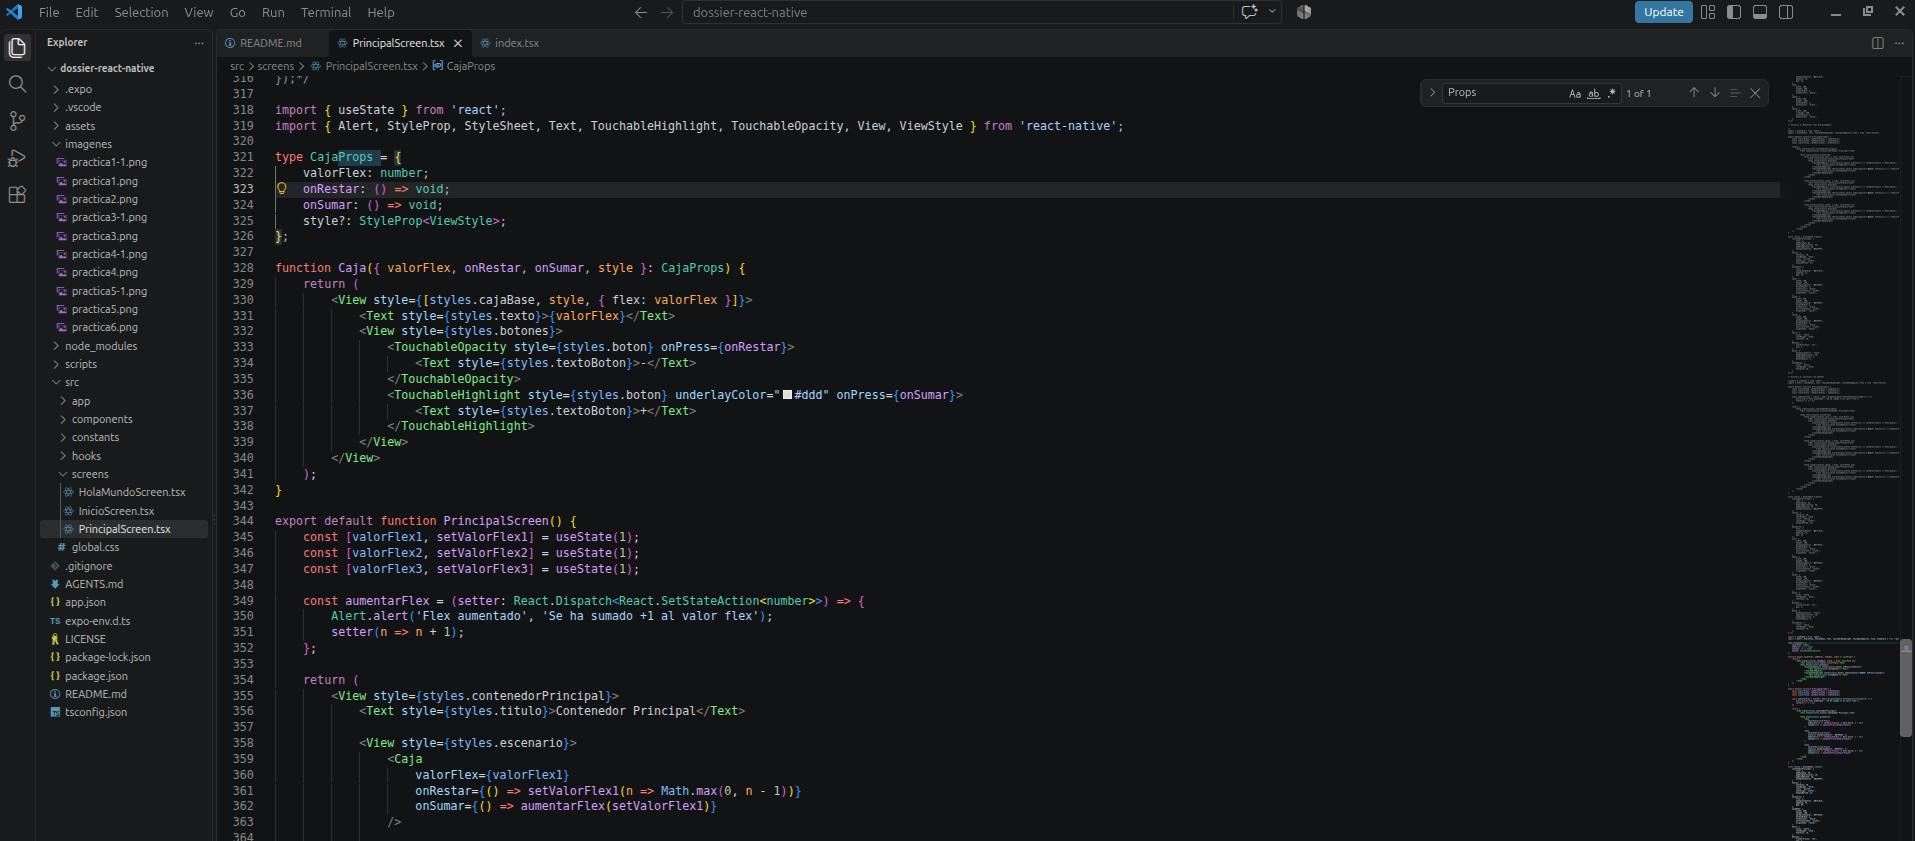 File Edit Selection View Go Run Terminal Help
dossier-react-native
Update
Explorer
README.md
PrincipalScreen.tsx
index.tsx
src > screens > PrincipalScreen.tsx > CajaProps
dossier-react-native
.expo
.vscode
assets
imagenes
practica1-1.png
practica1.png
practica2.png
practica3-1.png
practica3.png
practica4-1.png
practica4.png
practica5-1.png
practica5.png
practica6.png
node_modules
scripts
src
app
components
constants
hooks
screens
HolaMundoScreen.tsx
InicioScreen.tsx
PrincipalScreen.tsx
global.css
.gitignore
AGENTS.md
app.json
expo-env.d.ts
LICENSE
package-lock.json
package.json
README.md
tsconfig.json
Props
Aa ab .* 1 of 1
316 });*/
317
318 import { useState } from 'react';
319 import { Alert, StyleProp, StyleSheet, Text, TouchableHighlight, TouchableOpacity, View, ViewStyle } from 'react-native';
320
321 type CajaProps = {
322 valorFlex: number;
323 onRestar: () => void;
324 onSumar: () => void;
325 style?: StyleProp<ViewStyle>;
326 };
327
328 function Caja({ valorFlex, onRestar, onSumar, style }: CajaProps) {
329 return (
330 <View style={[styles.cajaBase, style, { flex: valorFlex }]}>
331 <Text style={styles.texto}>{valorFlex}</Text>
332 <View style={styles.botones}>
333 <TouchableOpacity style={styles.boton} onPress={onRestar}>
334 <Text style={styles.textoBoton}>-</Text>
335 </TouchableOpacity>
336 <TouchableHighlight style={styles.boton} underlayColor="#ddd" onPress={onSumar}>
337 <Text style={styles.textoBoton}>+</Text>
338 </TouchableHighlight>
339 </View>
340 </View>
341 );
342 }
343
344 export default function PrincipalScreen() {
345 const [valorFlex1, setValorFlex1] = useState(1);
346 const [valorFlex2, setValorFlex2] = useState(1);
347 const [valorFlex3, setValorFlex3] = useState(1);
348
349 const aumentarFlex = (setter: React.Dispatch<React.SetStateAction<number>>) => {
350 Alert.alert('Flex aumentado', 'Se ha sumado +1 al valor flex');
351 setter(n => n + 1);
352 };
353
354 return (
355 <View style={styles.contenedorPrincipal}>
356 <Text style={styles.titulo}>Contenedor Principal</Text>
357
358 <View style={styles.escenario}>
359 <Caja
360 valorFlex={valorFlex1}
361 onRestar={() => setValorFlex1(n => Math.max(0, n - 1))}
362 onSumar={() => aumentarFlex(setValorFlex1)}
363 />
364